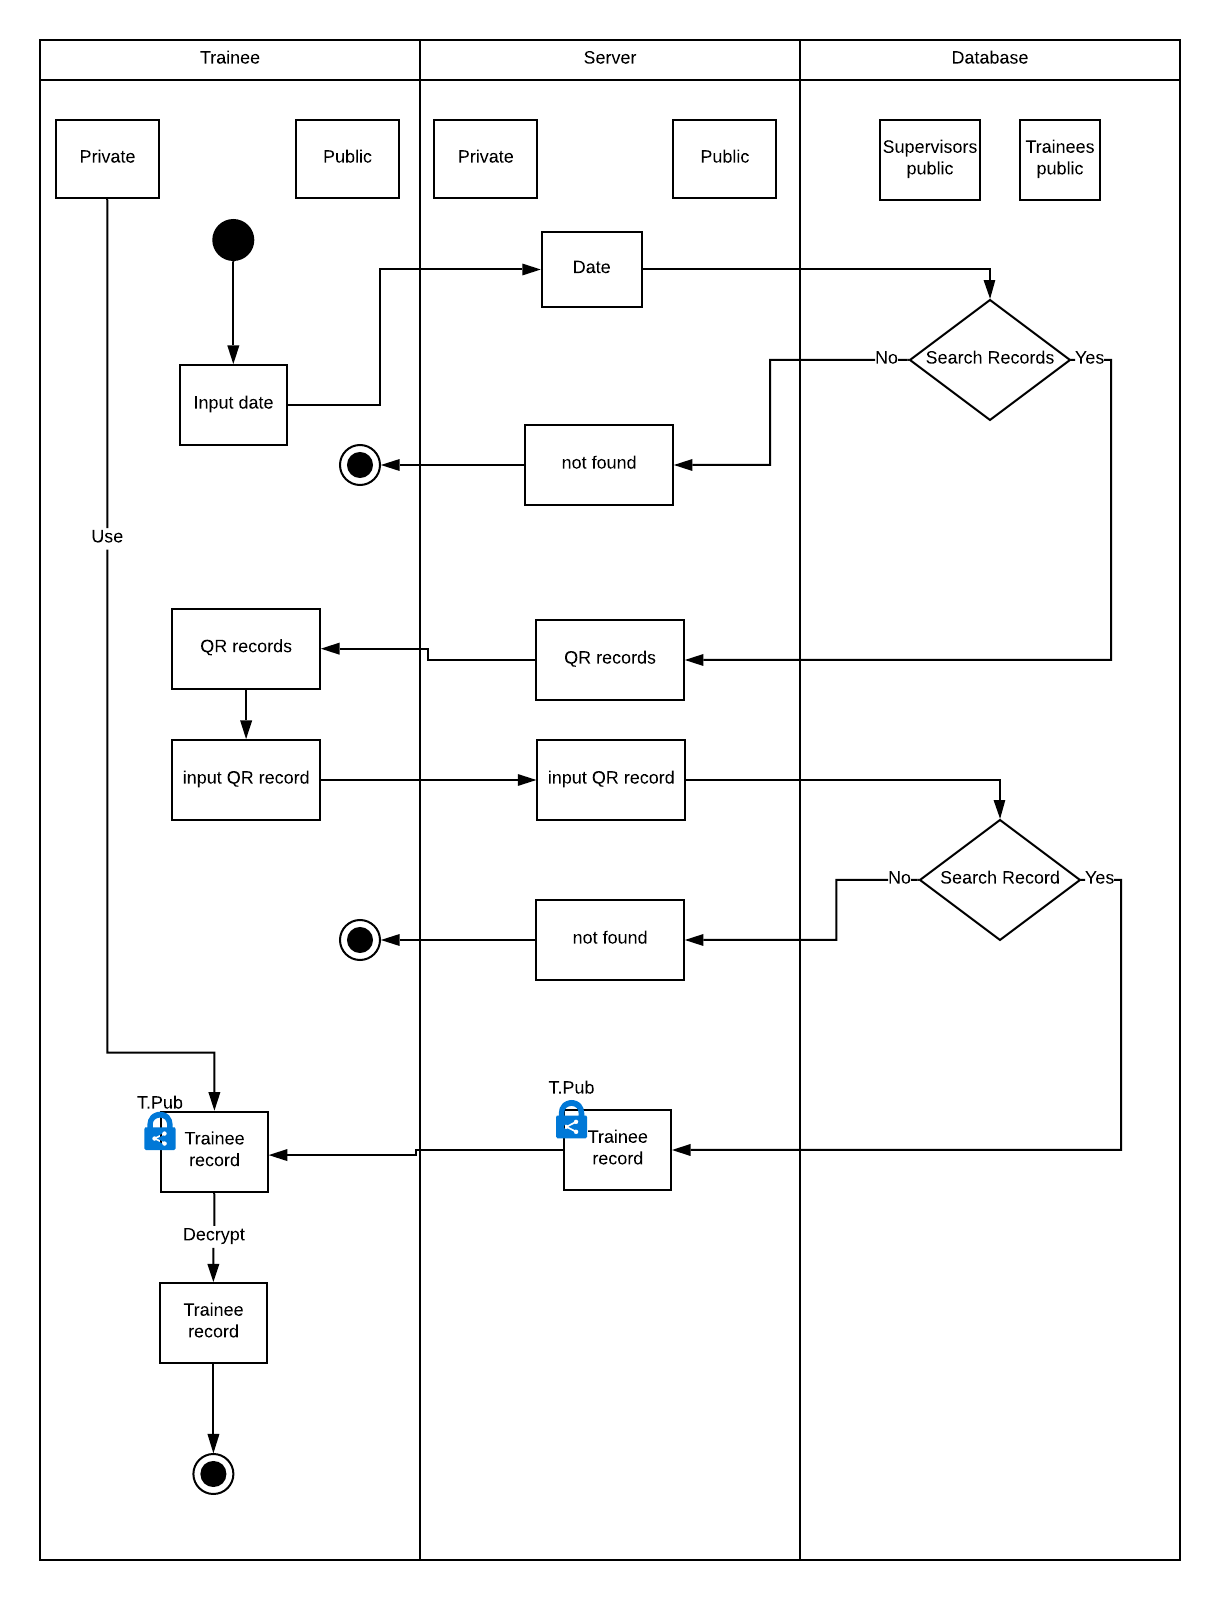 Trainee
Server
Database
Private
Public
Private
Public
Supervisors
public
Trainees
public
Date
Input date
No
Search Records
Yes
not found
Use
QR records
QR records
input QR record
input QR record
No
Search Record
Yes
not found
T.Pub
Trainee
record
T.Pub
Trainee
record
Decrypt
Trainee
record